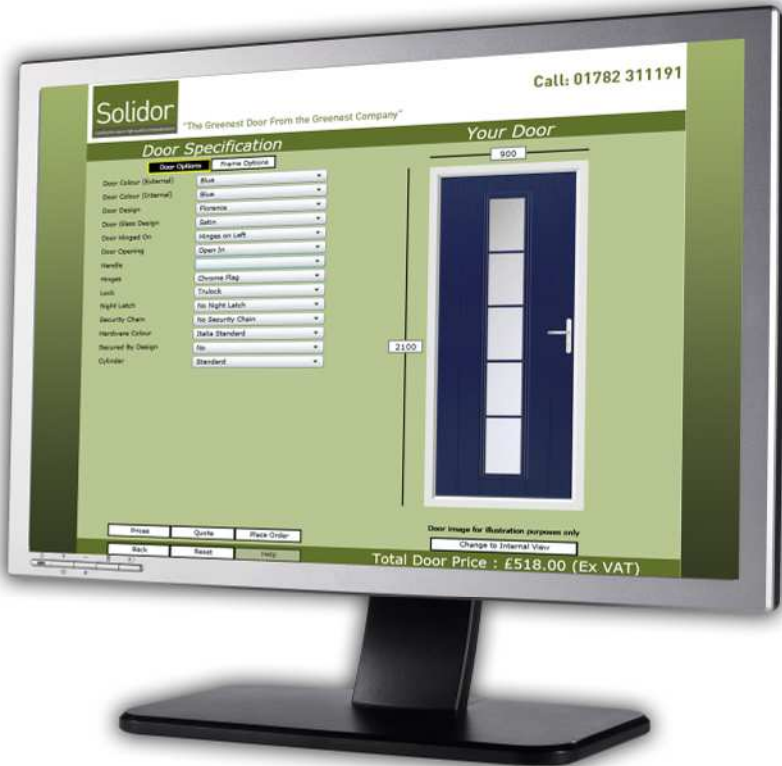 Call: 01782 311191
Solidor
"The Greenest Door From the Greenest Company"
Door Specification
Your Door
Door Options
Frame Options
900
Door Colour (External) Blue
Door Colour (Internal) Blue
Door Design Florence
Door Glass Design Satin
Door Hinged On Hinges on Left
Door Opening Open In
Handle
Hinges Chrome Flag
Lock Trulock
Night Latch No Night Latch
Security Chain No Security Chain
Hardware Colour Italia Standard
Secured By Design No
Cylinder Standard
2100
Prices Quote Place Order
Back Reset Help
Door image for illustration purposes only
Change to Internal View
Total Door Price : £518.00 (Ex VAT)